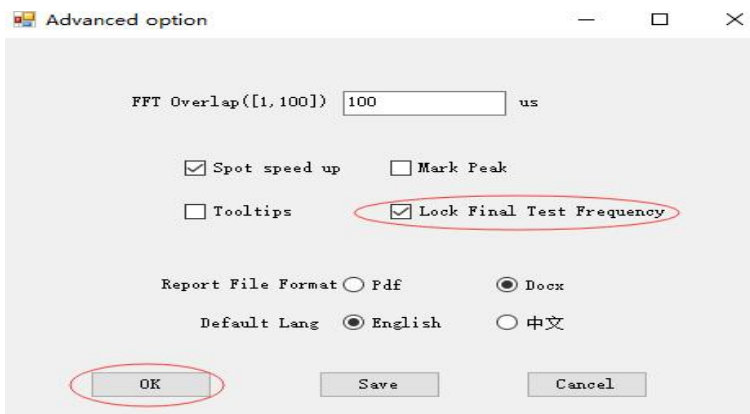 Advanced option
FFT Overlap([1,100]) 100 us
Spot speed up Mark Peak
Tooltips Lock Final Test Frequency
Report File Format Pdf Docx
Default Lang English 中文
OK Save Cancel